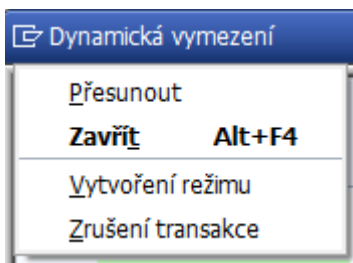 Dynamická vymezení
Přesunout
Zavřít Alt+F4
Vytvoření režimu
Zrušení transakce